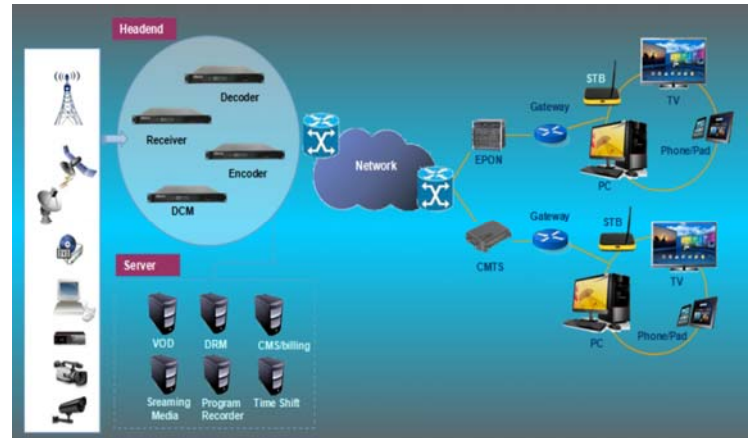 Headend
Decoder
Receiver
Encoder
DCM
Network
EPON
Gateway
STB
TV
PC
Phone/Pad
CMTS
Gateway
STB
TV
PC
Phone/Pad
Server
VOD
DRM
CMS/billing
Sreaming
Media
Program
Recorder
Time Shift